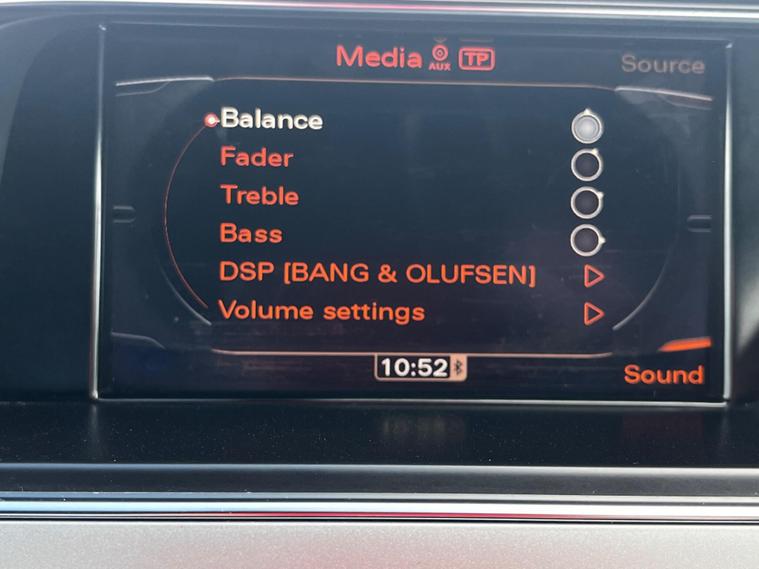 Media AUX TP
Source
Balance
Fader
Treble
Bass
DSP [BANG & OLUFSEN]
Volume settings
10:52
Sound